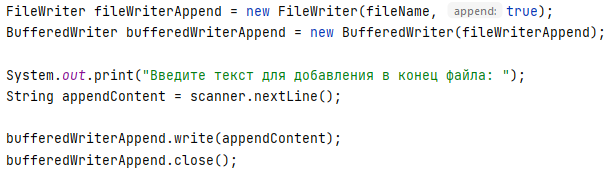 FileWriter fileWriterAppend = new FileWriter(fileName, append: true);
BufferedWriter bufferedWriterAppend = new BufferedWriter(fileWriterAppend);
System.out.print("Введите текст для добавления в конец файла: ");
String appendContent = scanner.nextLine();
bufferedWriterAppend.write(appendContent);
bufferedWriterAppend.close();